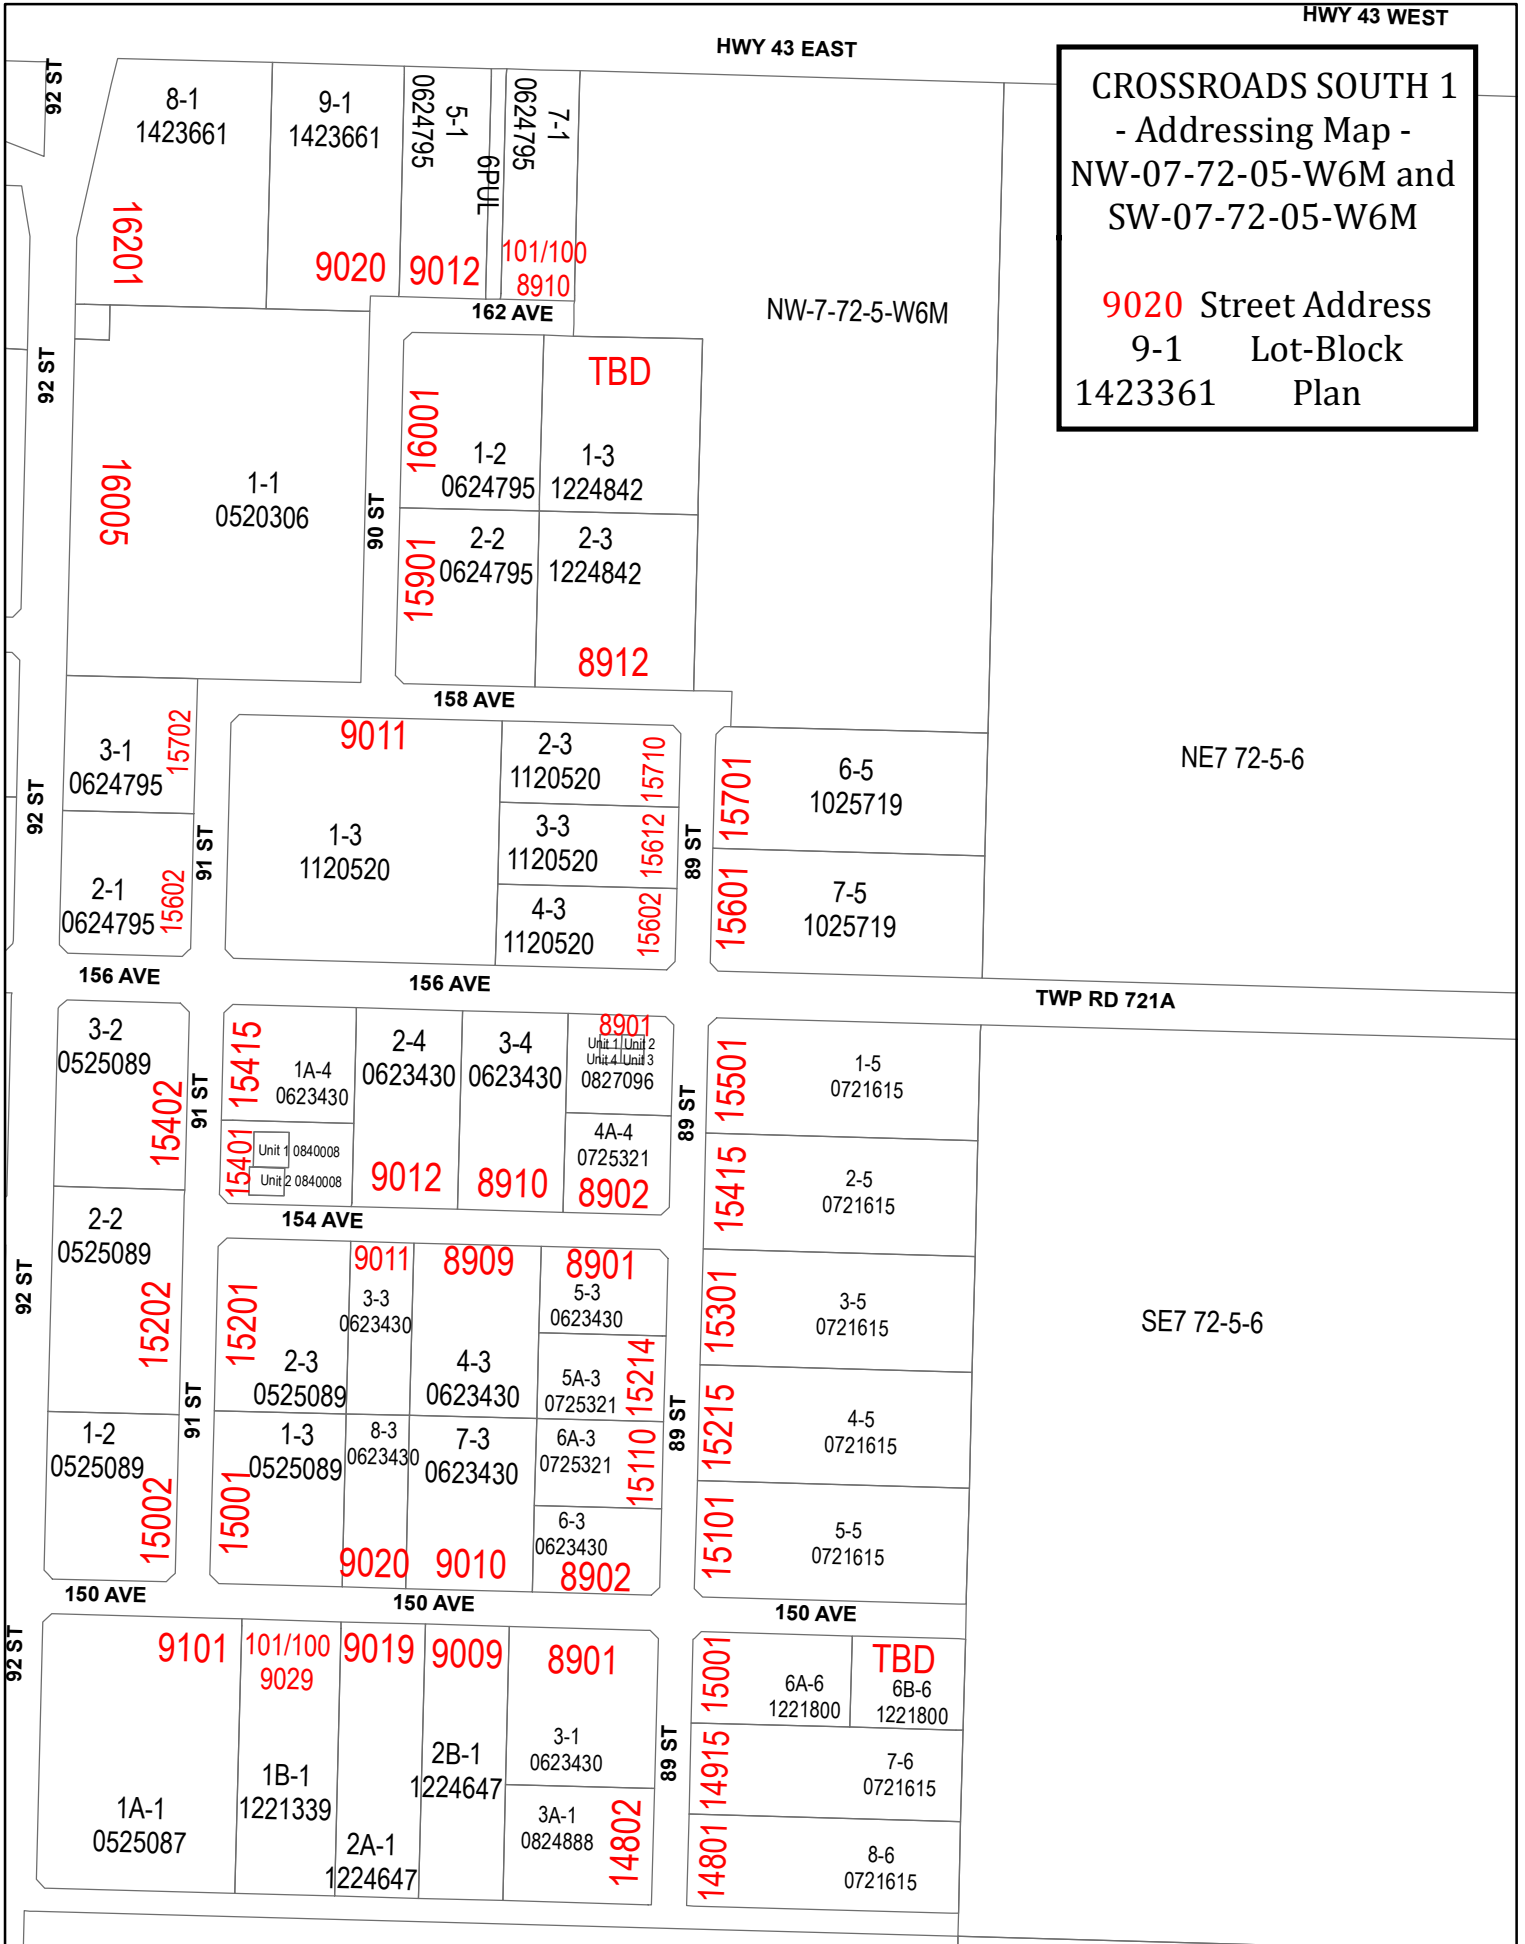 HWY 43 WEST
HWY 43 EAST
CROSSROADS SOUTH 1
- Addressing Map -
NW-07-72-05-W6M and
SW-07-72-05-W6M
9020 Street Address
9-1 Lot-Block
1423361 Plan
92 ST
8-1
1423661
16201
9-1
1423661
9020
5-1
0624795
9012
6PUL
7-1
0624795
101/100
8910
162 AVE
NW-7-72-5-W6M
92 ST
16005
1-1
0520306
90 ST
16001
1-2
0624795
TBD
1-3
1224842
15901
2-2
0624795
2-3
1224842
8912
158 AVE
92 ST
3-1
0624795
15702
2-1
0624795
15602
91 ST
9011
1-3
1120520
2-3
1120520
15710
3-3
1120520
15612
4-3
1120520
15602
89 ST
15701
6-5
1025719
15601
7-5
1025719
NE7 72-5-6
156 AVE
156 AVE
TWP RD 721A
3-2
0525089
15402
91 ST
15415
1A-4
0623430
15401
Unit 1 0840008
Unit 2 0840008
2-4
0623430
9012
3-4
0623430
8910
8901
Unit 1 Unit 2
Unit 4 Unit 3
0827096
4A-4
0725321
8902
89 ST
15501
1-5
0721615
15415
2-5
0721615
154 AVE
92 ST
2-2
0525089
15202
15201
2-3
0525089
9011
3-3
0623430
8909
4-3
0623430
8901
5-3
0623430
5A-3
0725321
15214
15301
3-5
0721615
SE7 72-5-6
91 ST
1-2
0525089
15002
1-3
0525089
15001
8-3
0623430
9020
7-3
0623430
9010
6A-3
0725321
15110
6-3
0623430
8902
89 ST
15215
4-5
0721615
15101
5-5
0721615
150 AVE
150 AVE
150 AVE
92 ST
9101
1A-1
0525087
101/100
9029
1B-1
1221339
9019
2A-1
1224647
9009
2B-1
1224647
8901
3-1
0623430
3A-1
0824888
14802
89 ST
15001
6A-6
1221800
TBD
6B-6
1221800
14915
7-6
0721615
14801
8-6
0721615